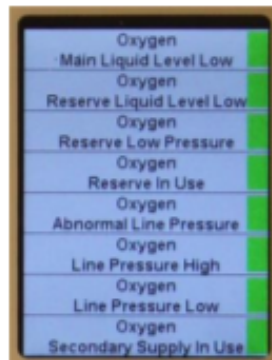 Oxygen
Main Liquid Level Low
Oxygen
Reserve Liquid Level Low
Oxygen
Reserve Low Pressure
Oxygen
Reserve In Use
Oxygen
Abnormal Line Pressure
Oxygen
Line Pressure High
Oxygen
Line Pressure Low
Oxygen
Secondary Supply In Use